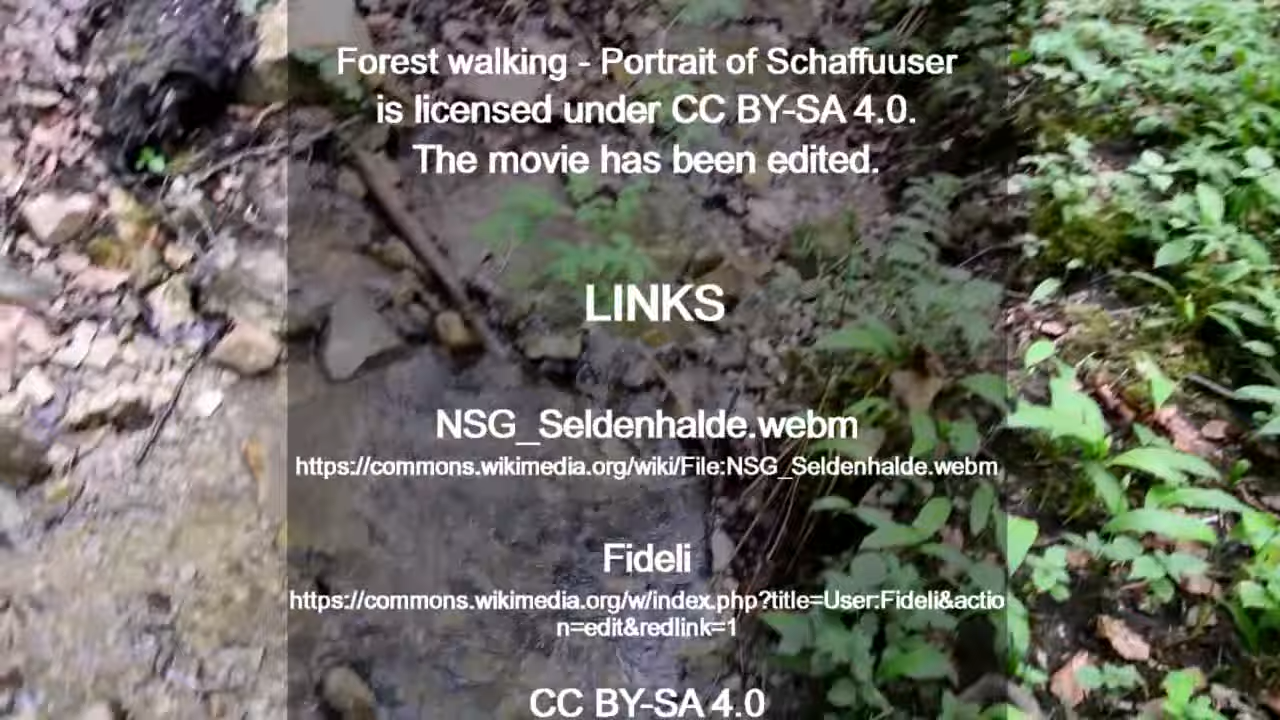 Forest walking - Portrait of Schaffuuser
is licensed under CC BY-SA 4.0.
The movie has been edited.
LINKS
NSG_Seldenhalde.webm
https://commons.wikimedia.org/wiki/File:NSG_Seldenhalde.webm
Fideli
https://commons.wikimedia.org/w/index.php?title=User:Fideli&actio
n=edit&redlink=1
CC BY-SA 4.0